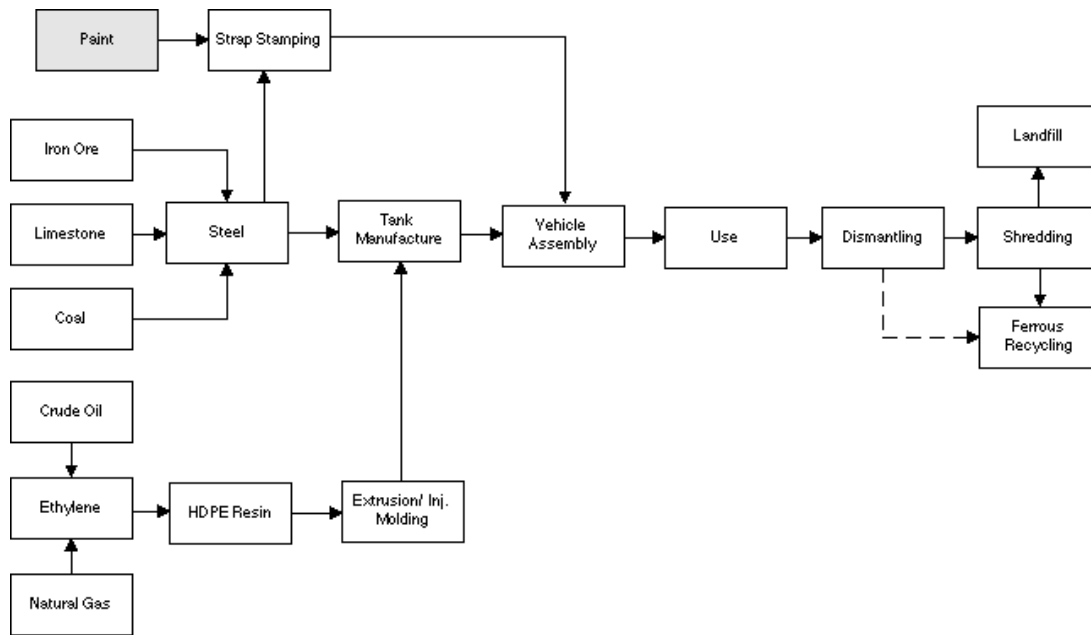 Paint
Strap Stamping
Iron Ore
Landfill
Limestone
Steel
Tank
Manufacture
Vehicle
Assembly
Use
Dismantling
Shredding
Coal
Ferrous
Recycling
Crude Oil
Ethylene
HDPE Resin
Extrusion/ Inj.
Molding
Natural Gas